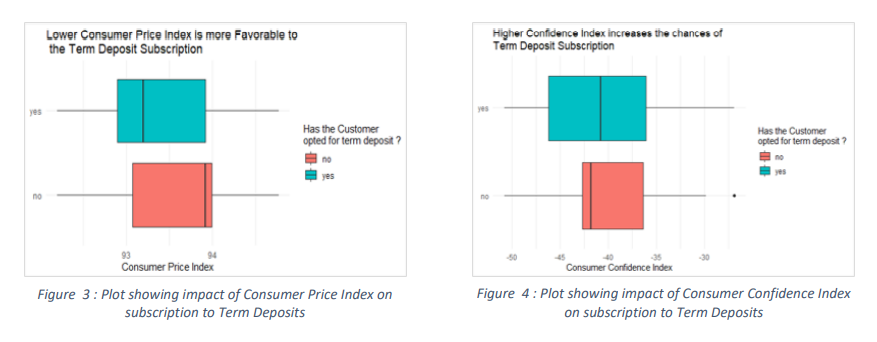 Lower Consumer Price Index is more Favorable to
the Term Deposit Subscription
yes
no
93
94
Consumer Price Index
Has the Customer
opted for term deposit ?
no
yes
Figure 3 : Plot showing impact of Consumer Price Index on
subscription to Term Deposits
Higher Confidence Index increases the chances of
Term Deposit Subscription
yes
no
-50
-45
-40
-35
-30
Consumer Confidence Index
Has the Customer
opted for term deposit ?
no
yes
Figure 4 : Plot showing impact of Consumer Confidence Index
on subscription to Term Deposits